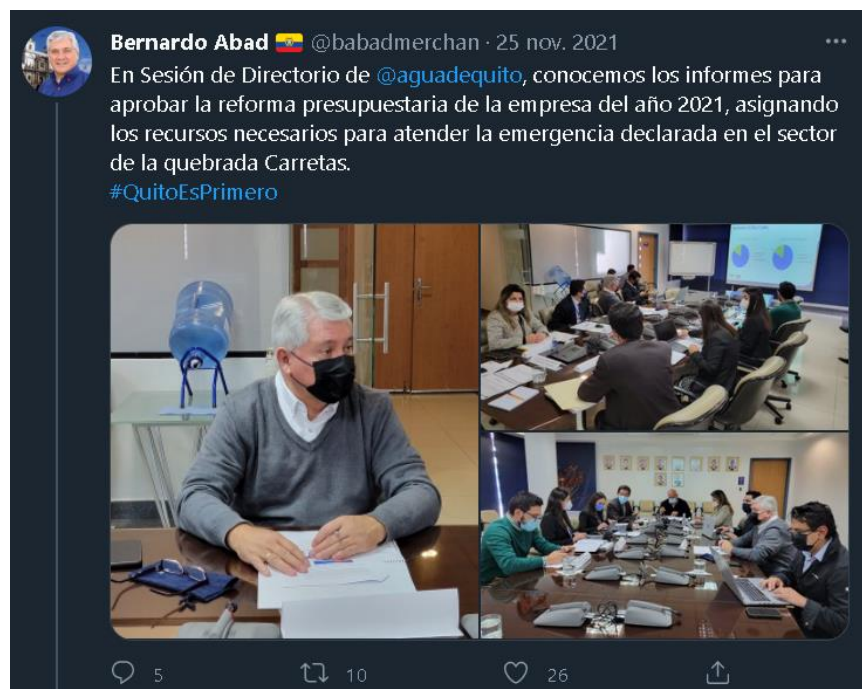 Bernardo Abad 🇪🇨 @babadmerchan · 25 nov. 2021
En Sesión de Directorio de @aguadequito, conocemos los informes para
aprobar la reforma presupuestaria de la empresa del año 2021, asignando
los recursos necesarios para atender la emergencia declarada en el sector
de la quebrada Carretas.
#QuitoEsPrimero
5 10 26